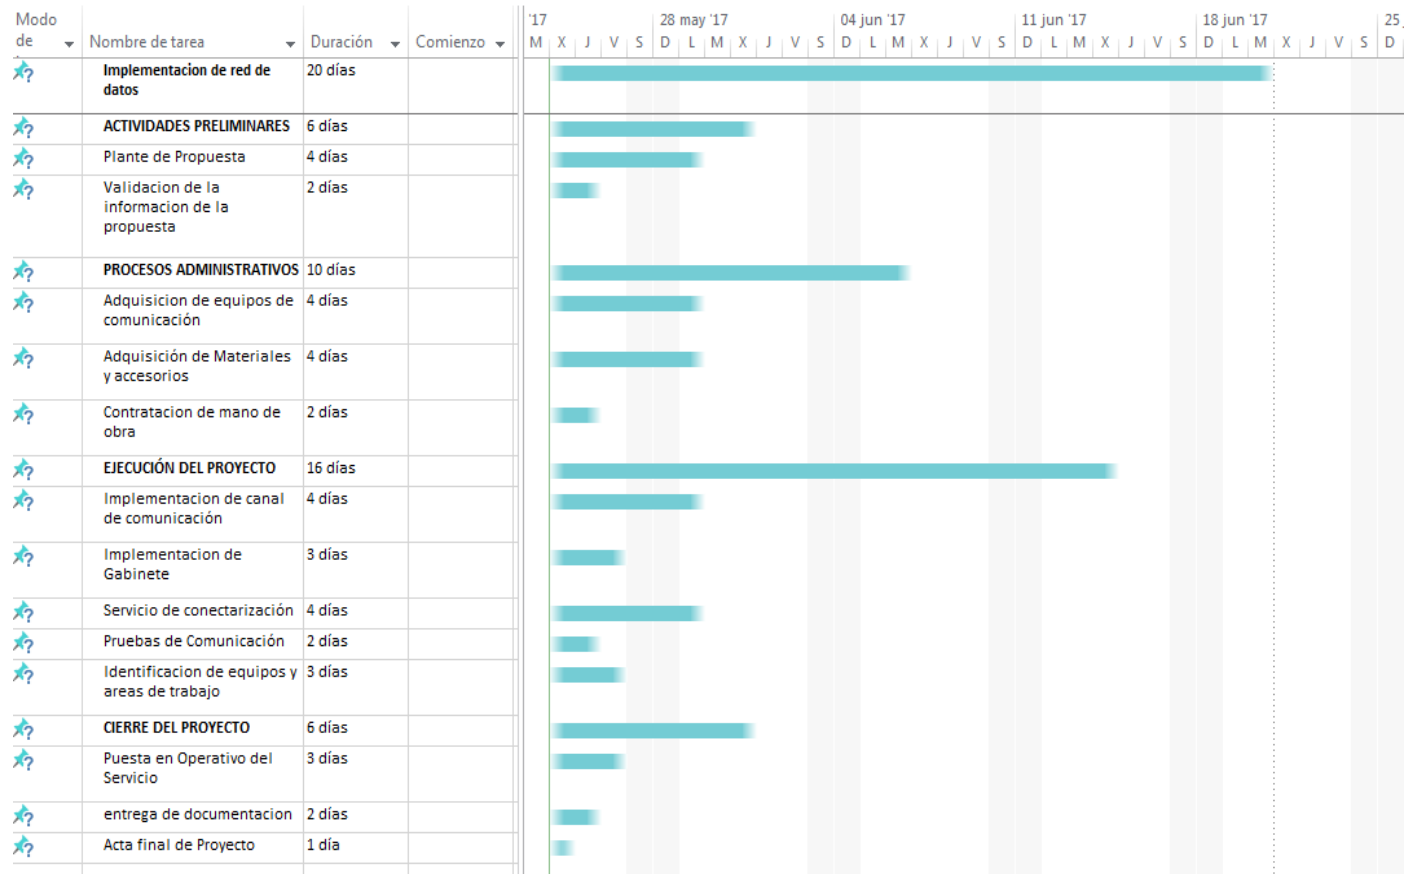 Modo de Nombre de tarea Duración Comienzo
'17 28 may '17 04 jun '17 11 jun '17 18 jun '17 25
M X J V S D L M X J V S D L M X J V S D L M X J V S D L M X J V S D
Implementacion de red de 20 días
datos
ACTIVIDADES PRELIMINARES 6 días
Plante de Propuesta 4 días
Validacion de la 2 días
informacion de la
propuesta
PROCESOS ADMINISTRATIVOS 10 días
Adquisicion de equipos de 4 días
comunicación
Adquisición de Materiales 4 días
y accesorios
Contratacion de mano de 2 días
obra
EJECUCIÓN DEL PROYECTO 16 días
Implementacion de canal 4 días
de comunicación
Implementacion de 3 días
Gabinete
Servicio de conectarización 4 días
Pruebas de Comunicación 2 días
Identificacion de equipos y 3 días
areas de trabajo
CIERRE DEL PROYECTO 6 días
Puesta en Operativo del 3 días
Servicio
entrega de documentacion 2 días
Acta final de Proyecto 1 día